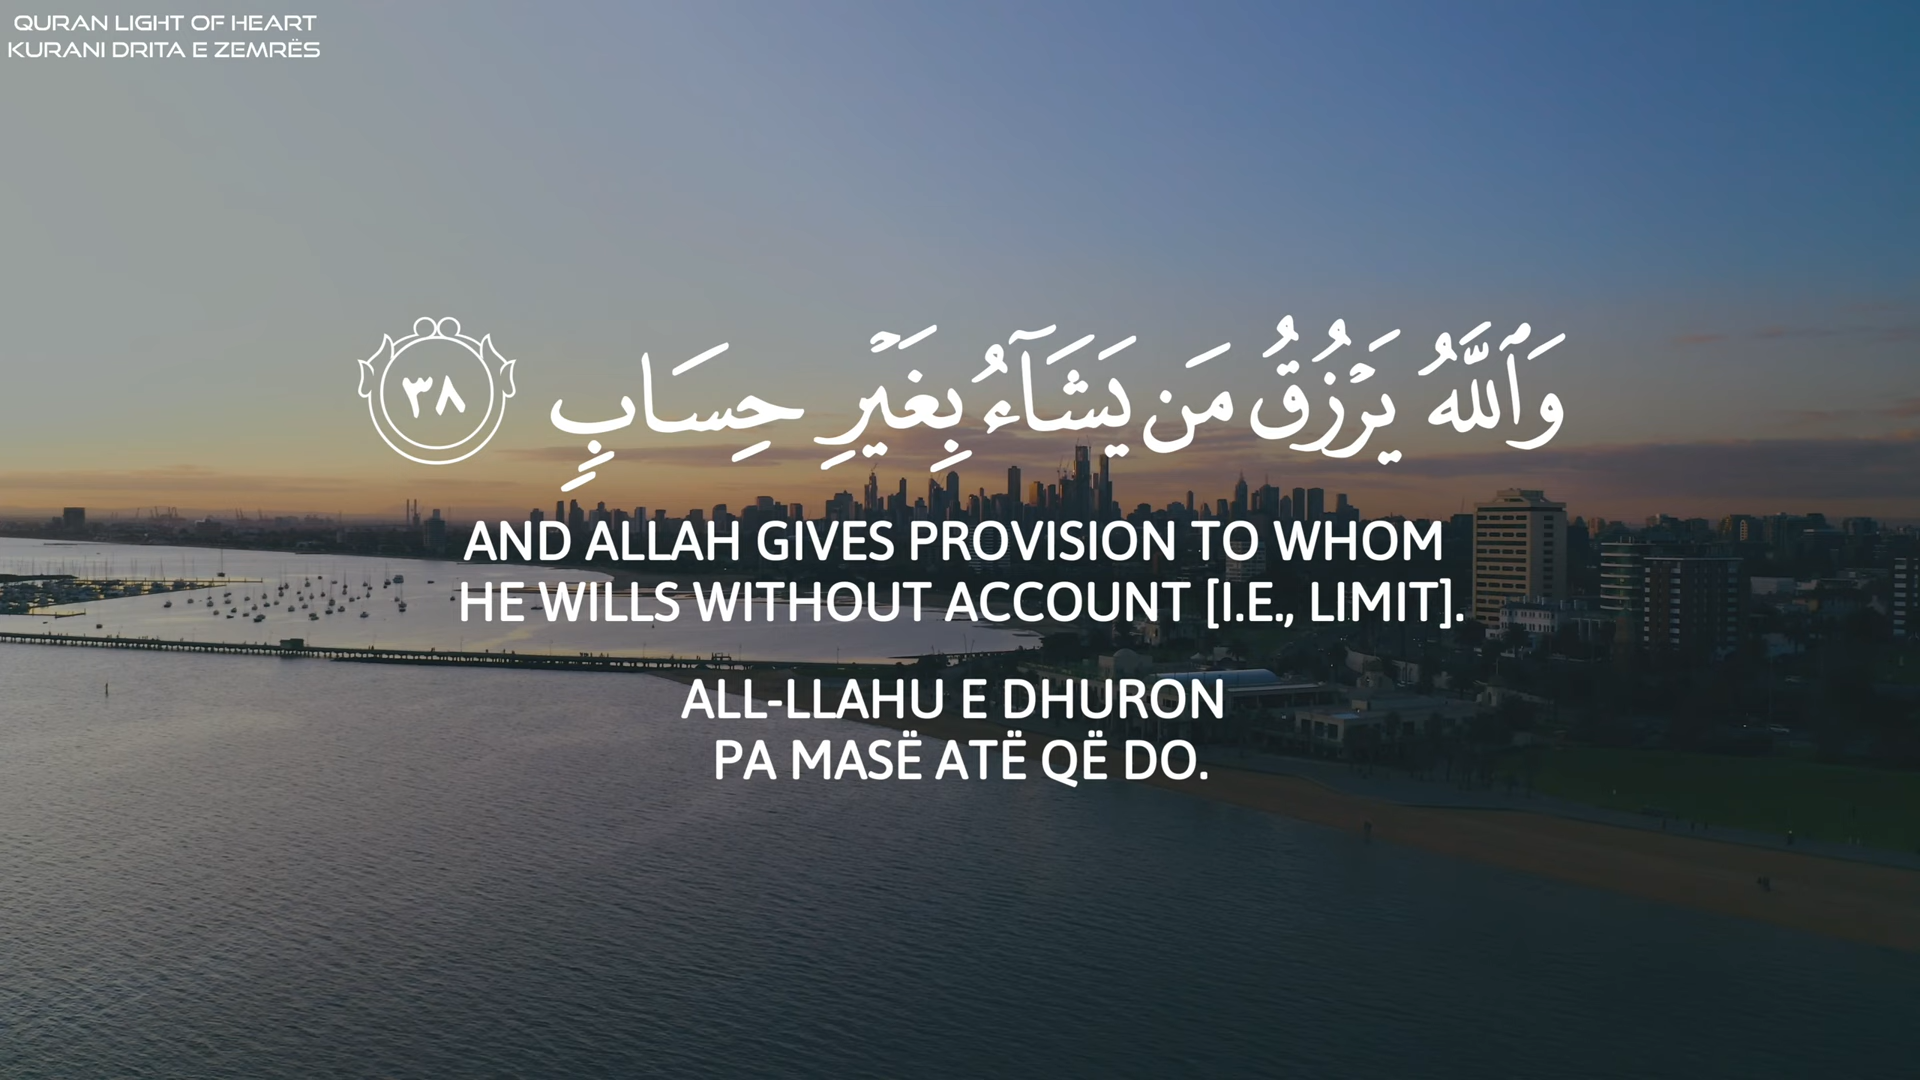 QURAN LIGHT OF HEART
KURANI DRITA E ZEMRËS
وَٱللَّهُ يَرۡزُقُ مَن يَشَآءُ بِغَيۡرِ حِسَابٖ ٣٨
AND ALLAH GIVES PROVISION TO WHOM
HE WILLS WITHOUT ACCOUNT [I.E., LIMIT].
ALL-LLAHU E DHURON
PA MASË ATË QË DO.